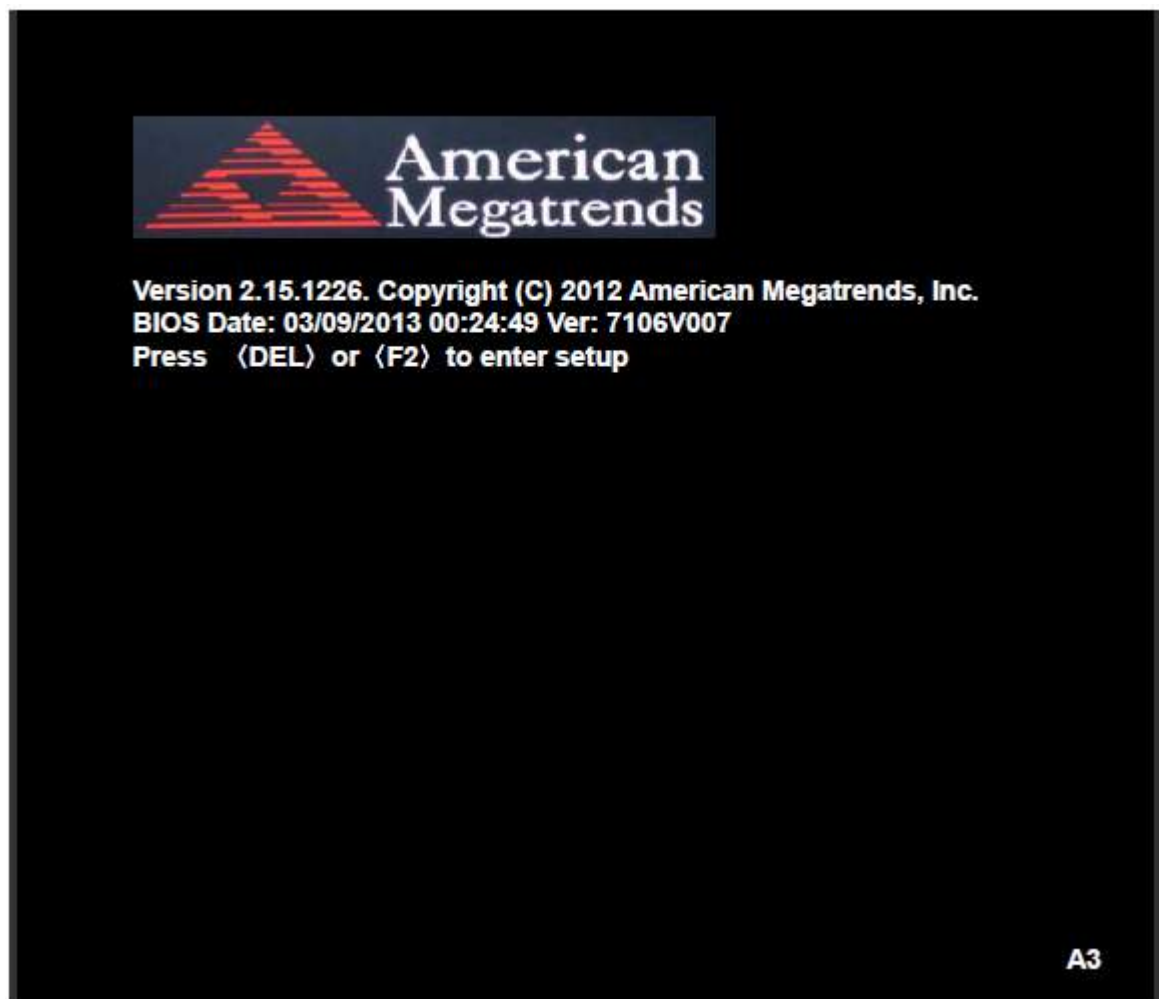 American
Megatrends
Version 2.15.1226. Copyright (C) 2012 American Megatrends, Inc.
BIOS Date: 03/09/2013 00:24:49 Ver: 7106V007
Press 〈DEL〉 or 〈F2〉 to enter setup
A3